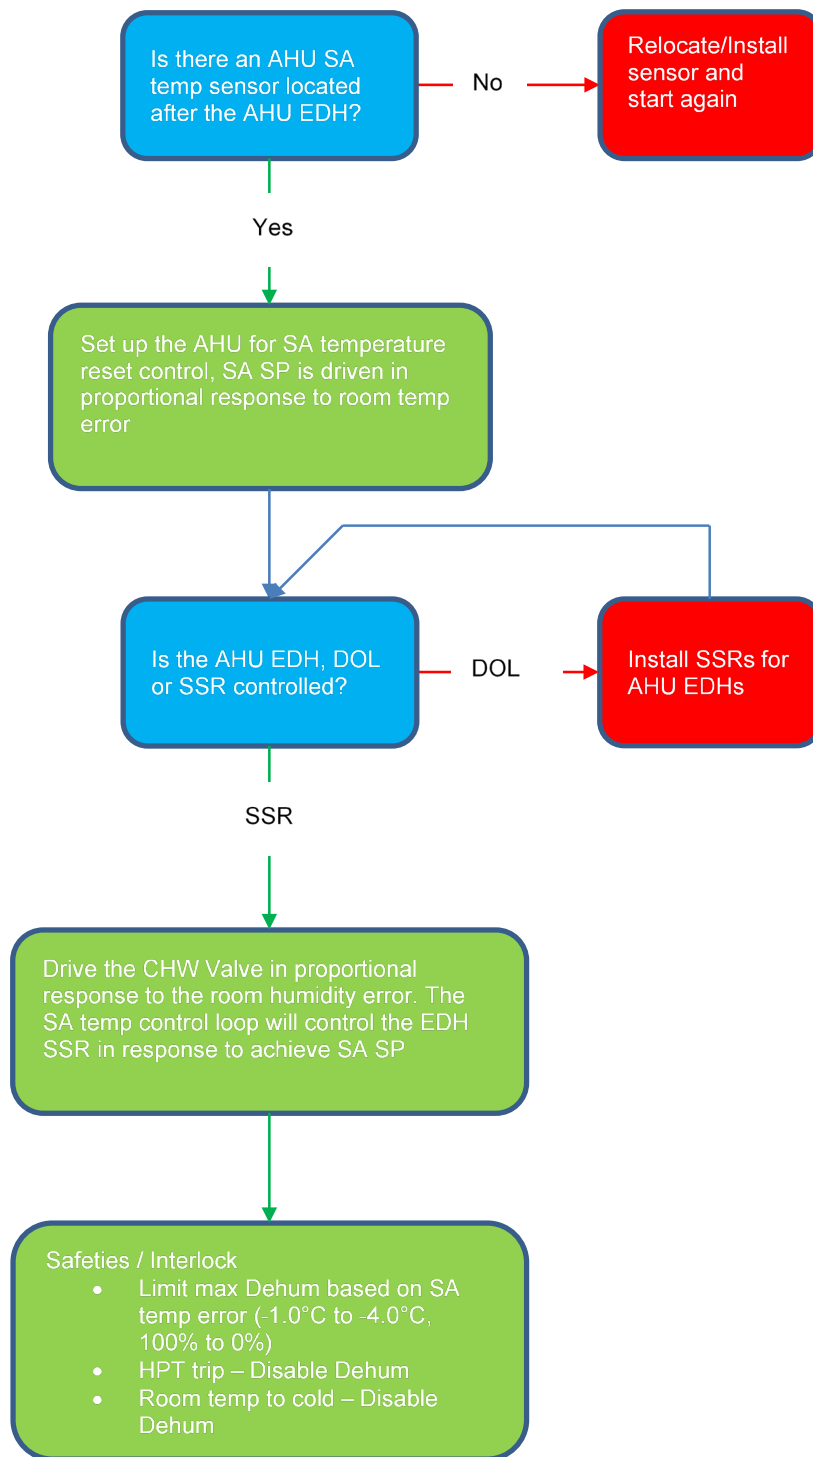 Is there an AHU SA
temp sensor located
after the AHU EDH?
No
Relocate/Install
sensor and
start again
Yes
Set up the AHU for SA temperature
reset control, SA SP is driven in
proportional response to room temp
error
Is the AHU EDH, DOL
or SSR controlled?
DOL
Install SSRs for
AHU EDHs
SSR
Drive the CHW Valve in proportional
response to the room humidity error. The
SA temp control loop will control the EDH
SSR in response to achieve SA SP
Safeties / Interlock
• Limit max Dehum based on SA
temp error (-1.0°C to -4.0°C,
100% to 0%)
• HPT trip – Disable Dehum
• Room temp to cold – Disable
Dehum